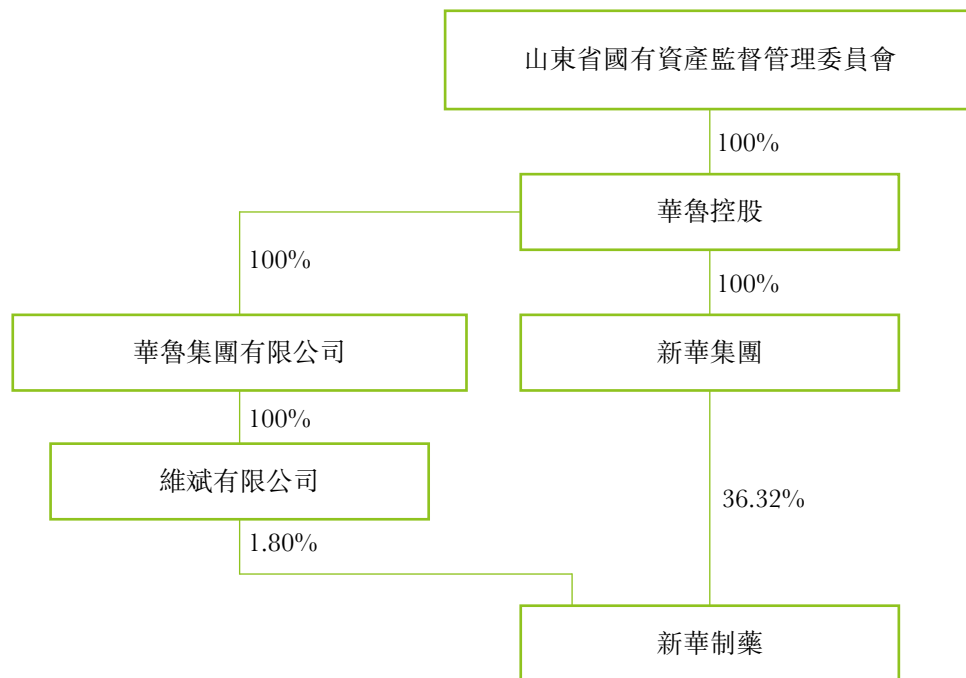 山東省國有資產監督管理委員會
100%
華魯控股
100%
100%
華魯集團有限公司
新華集團
100%
維斌有限公司
36.32%
1.80%
新華制藥